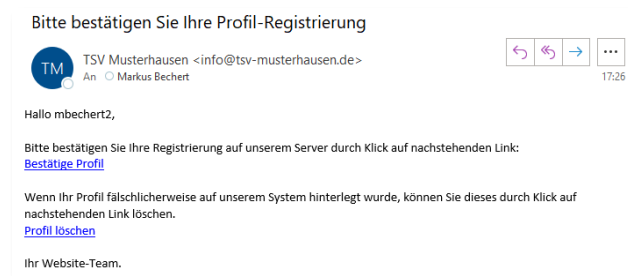 Bitte bestätigen Sie Ihre Profil-Registrierung
TM
TSV Musterhausen <info@tsv-musterhausen.de>
An Markus Bechert
17:26
Hallo mbechert2,
Bitte bestätigen Sie Ihre Registrierung auf unserem Server durch Klick auf nachstehenden Link:
Bestätige Profil
Wenn Ihr Profil fälschlicherweise auf unserem System hinterlegt wurde, können Sie dieses durch Klick auf
nachstehenden Link löschen.
Profil löschen
Ihr Website-Team.